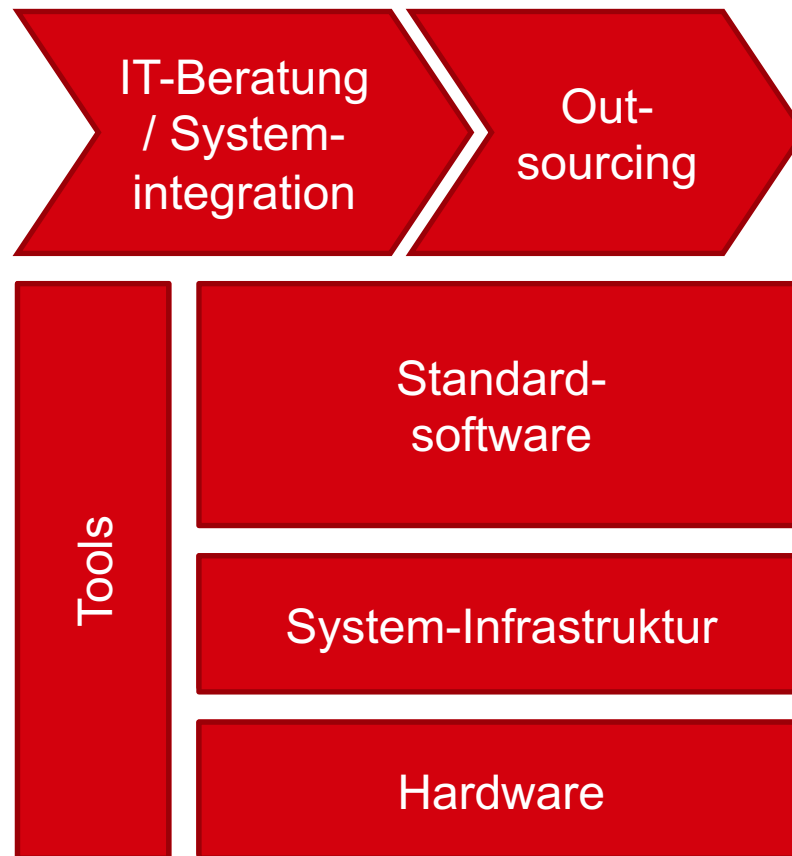 IT-Beratung
/ System-
integration
Out-
sourcing
Standard-
software
Tools
System-Infrastruktur
Hardware